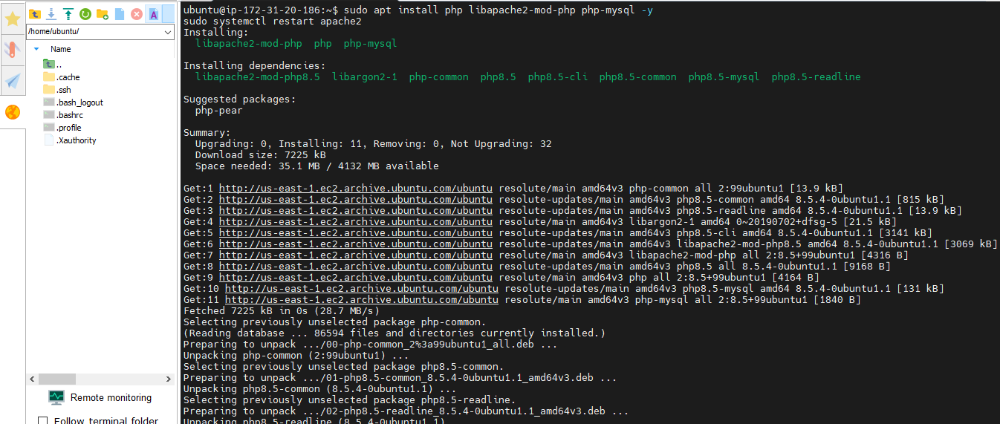 /home/ubuntu/
Name
..
.cache
.ssh
.bash_logout
.bashrc
.profile
.Xauthority
Remote monitoring
Follow terminal folder
ubuntu@ip-172-31-20-186:~$ sudo apt install php libapache2-mod-php php-mysql -y
sudo systemctl restart apache2
Installing:
  libapache2-mod-php  php  php-mysql

Installing dependencies:
  libapache2-mod-php8.5  libargon2-1  php-common  php8.5  php8.5-cli  php8.5-common  php8.5-mysql  php8.5-readline

Suggested packages:
  php-pear

Summary:
  Upgrading: 0, Installing: 11, Removing: 0, Not Upgrading: 32
  Download size: 7225 kB
  Space needed: 35.1 MB / 4132 MB available

Get:1 http://us-east-1.ec2.archive.ubuntu.com/ubuntu resolute/main amd64v3 php-common all 2:99ubuntu1 [13.9 kB]
Get:2 http://us-east-1.ec2.archive.ubuntu.com/ubuntu resolute-updates/main amd64v3 php8.5-common amd64 8.5.4-0ubuntu1.1 [815 kB]
Get:3 http://us-east-1.ec2.archive.ubuntu.com/ubuntu resolute-updates/main amd64v3 php8.5-readline amd64 8.5.4-0ubuntu1.1 [13.9 kB]
Get:4 http://us-east-1.ec2.archive.ubuntu.com/ubuntu resolute/main amd64v3 libargon2-1 amd64 0~20190702+dfsg-5 [21.5 kB]
Get:5 http://us-east-1.ec2.archive.ubuntu.com/ubuntu resolute-updates/main amd64v3 php8.5-cli amd64 8.5.4-0ubuntu1.1 [3141 kB]
Get:6 http://us-east-1.ec2.archive.ubuntu.com/ubuntu resolute-updates/main amd64v3 libapache2-mod-php8.5 amd64 8.5.4-0ubuntu1.1 [3069 kB]
Get:7 http://us-east-1.ec2.archive.ubuntu.com/ubuntu resolute/main amd64v3 libapache2-mod-php all 2:8.5+99ubuntu1 [4316 B]
Get:8 http://us-east-1.ec2.archive.ubuntu.com/ubuntu resolute-updates/main amd64v3 php8.5 all 8.5.4-0ubuntu1.1 [9168 B]
Get:9 http://us-east-1.ec2.archive.ubuntu.com/ubuntu resolute/main amd64v3 php all 2:8.5+99ubuntu1 [4164 B]
Get:10 http://us-east-1.ec2.archive.ubuntu.com/ubuntu resolute-updates/main amd64v3 php8.5-mysql amd64 8.5.4-0ubuntu1.1 [131 kB]
Get:11 http://us-east-1.ec2.archive.ubuntu.com/ubuntu resolute/main amd64v3 php-mysql all 2:8.5+99ubuntu1 [1840 B]
Fetched 7225 kB in 0s (28.7 MB/s)
Selecting previously unselected package php-common.
(Reading database ... 86594 files and directories currently installed.)
Preparing to unpack .../00-php-common_2%3a99ubuntu1_all.deb ...
Unpacking php-common (2:99ubuntu1) ...
Selecting previously unselected package php8.5-common.
Preparing to unpack .../01-php8.5-common_8.5.4-0ubuntu1.1_amd64v3.deb ...
Unpacking php8.5-common (8.5.4-0ubuntu1.1) ...
Selecting previously unselected package php8.5-readline.
Preparing to unpack .../02-php8.5-readline_8.5.4-0ubuntu1.1_amd64v3.deb ...
Unpacking php8.5-readline (8.5.4-0ubuntu1.1)